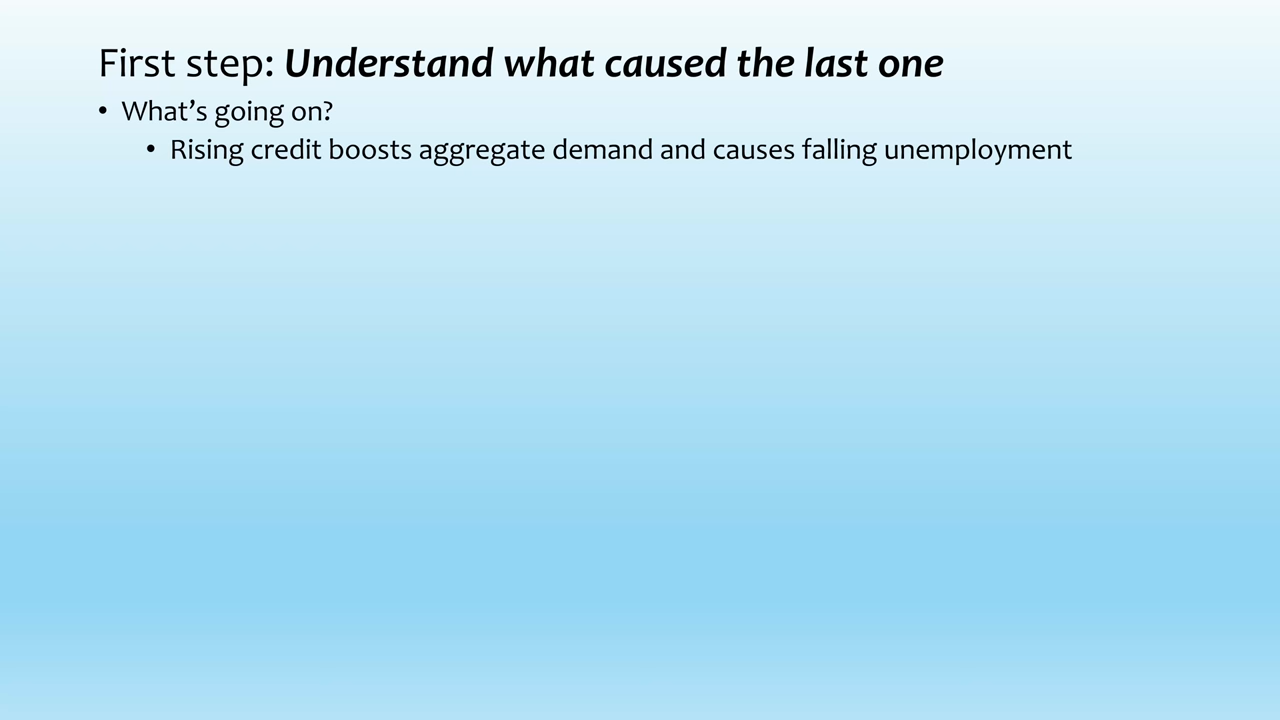 First step: Understand what caused the last one
• What’s going on?
• Rising credit boosts aggregate demand and causes falling unemployment